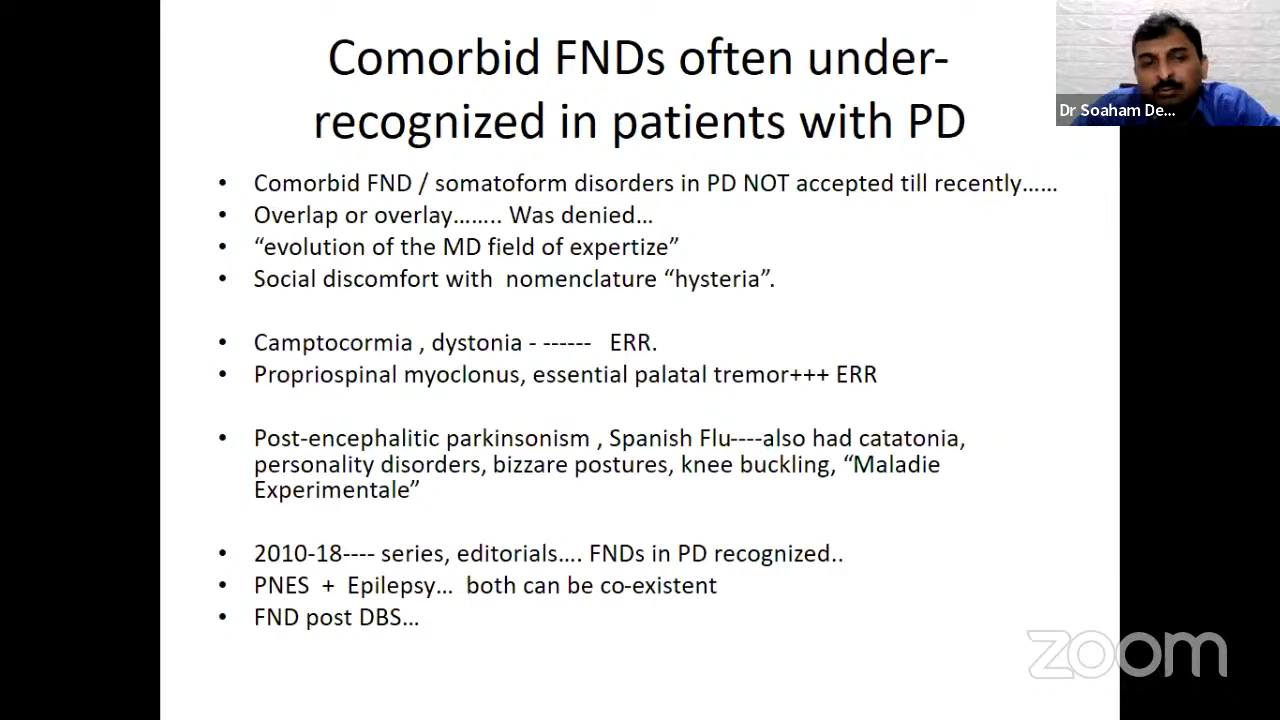 Comorbid FNDs often under-
recognized in patients with PD
Dr Soaham De...
• Comorbid FND / somatoform disorders in PD NOT accepted till recently……
• Overlap or overlay…….. Was denied…
• “evolution of the MD field of expertize”
• Social discomfort with nomenclature “hysteria”.
• Camptocormia , dystonia - ------ ERR.
• Propriospinal myoclonus, essential palatal tremor+++ ERR
• Post-encephalitic parkinsonism , Spanish Flu----also had catatonia,
personality disorders, bizzare postures, knee buckling, “Maladie
Experimentale”
• 2010-18---- series, editorials…. FNDs in PD recognized..
• PNES + Epilepsy… both can be co-existent
• FND post DBS…
zoom